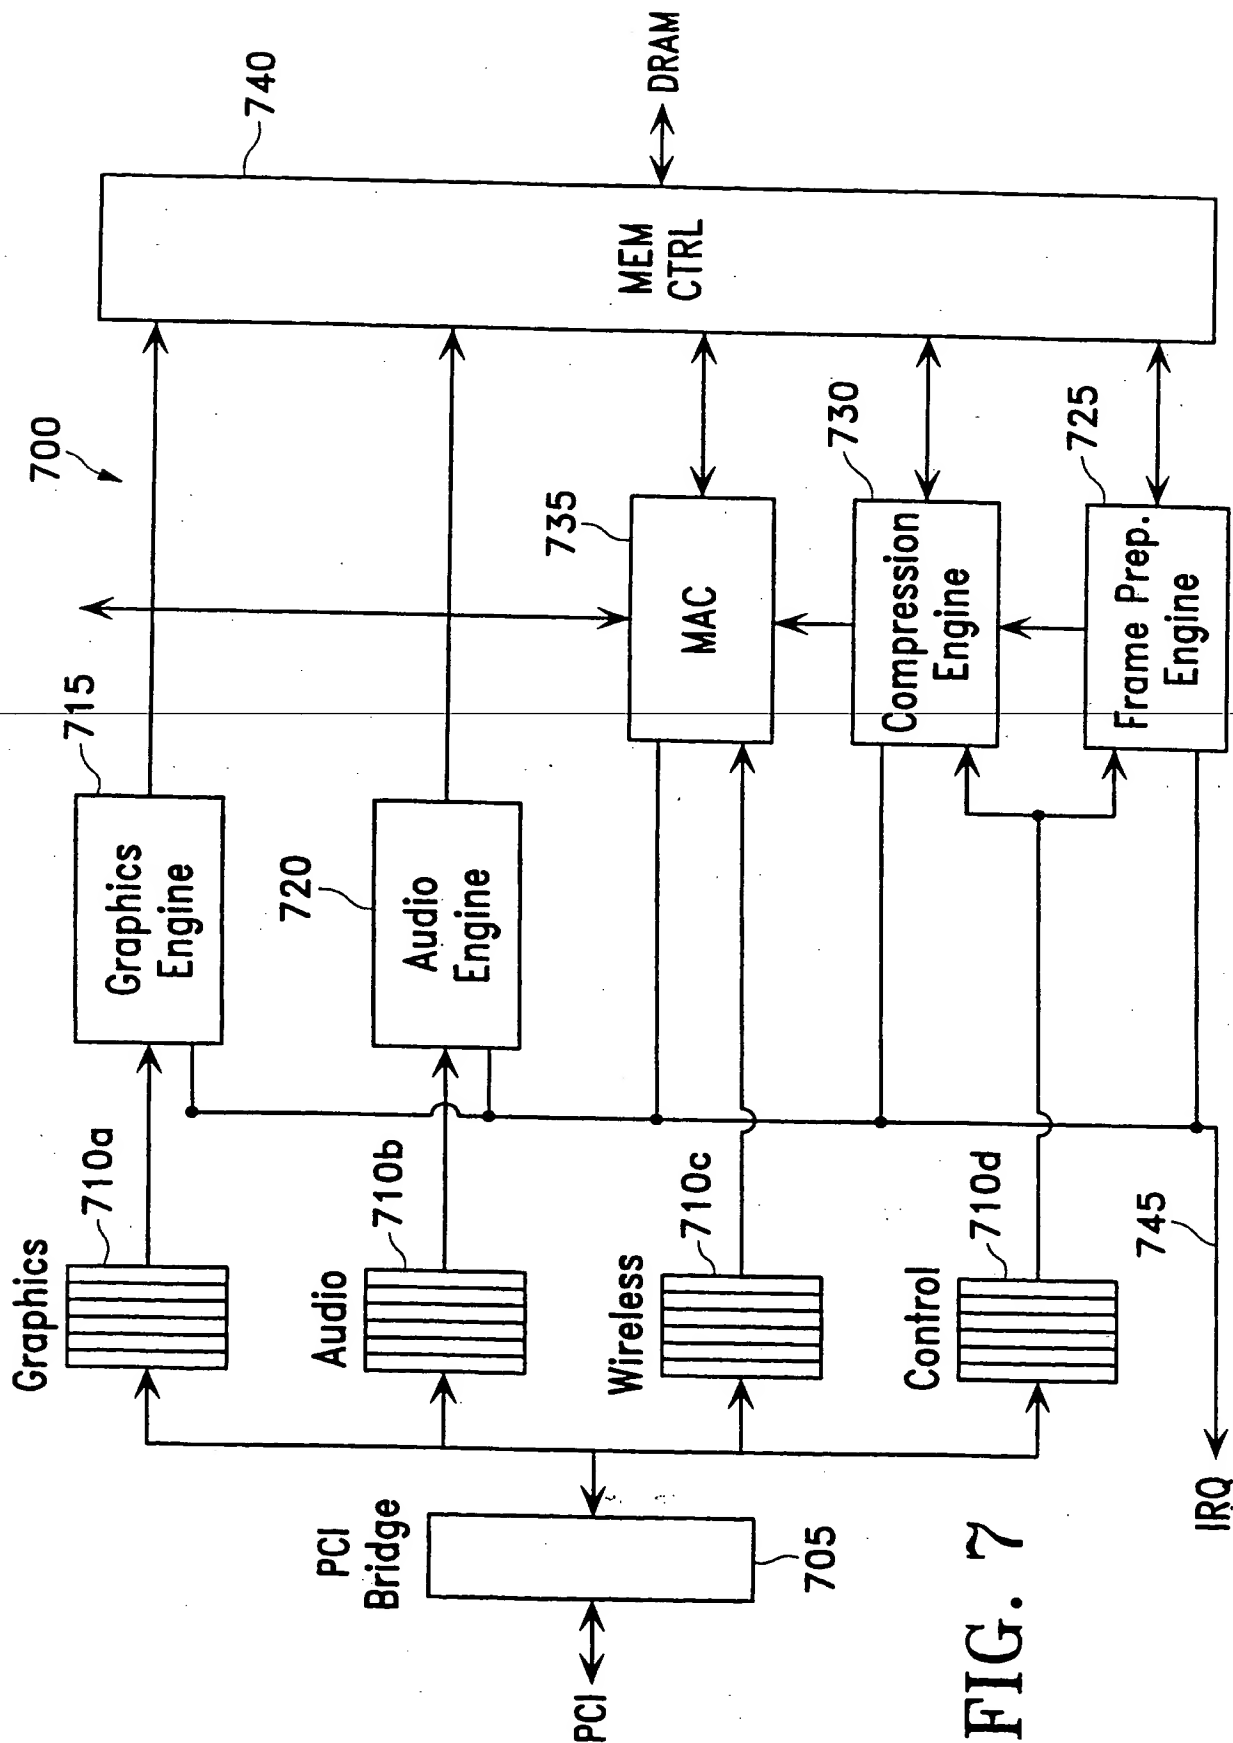 700
740
Graphics
710a
Graphics
Engine
715
Audio
710b
720
Audio
Engine
PCI
PCI
Bridge
705
MEM
CTRL
DRAM
Wireless
710c
735
MAC
730
Compression
Engine
Control
710d
725
Frame Prep.
Engine
745
IRQ
FIG. 7